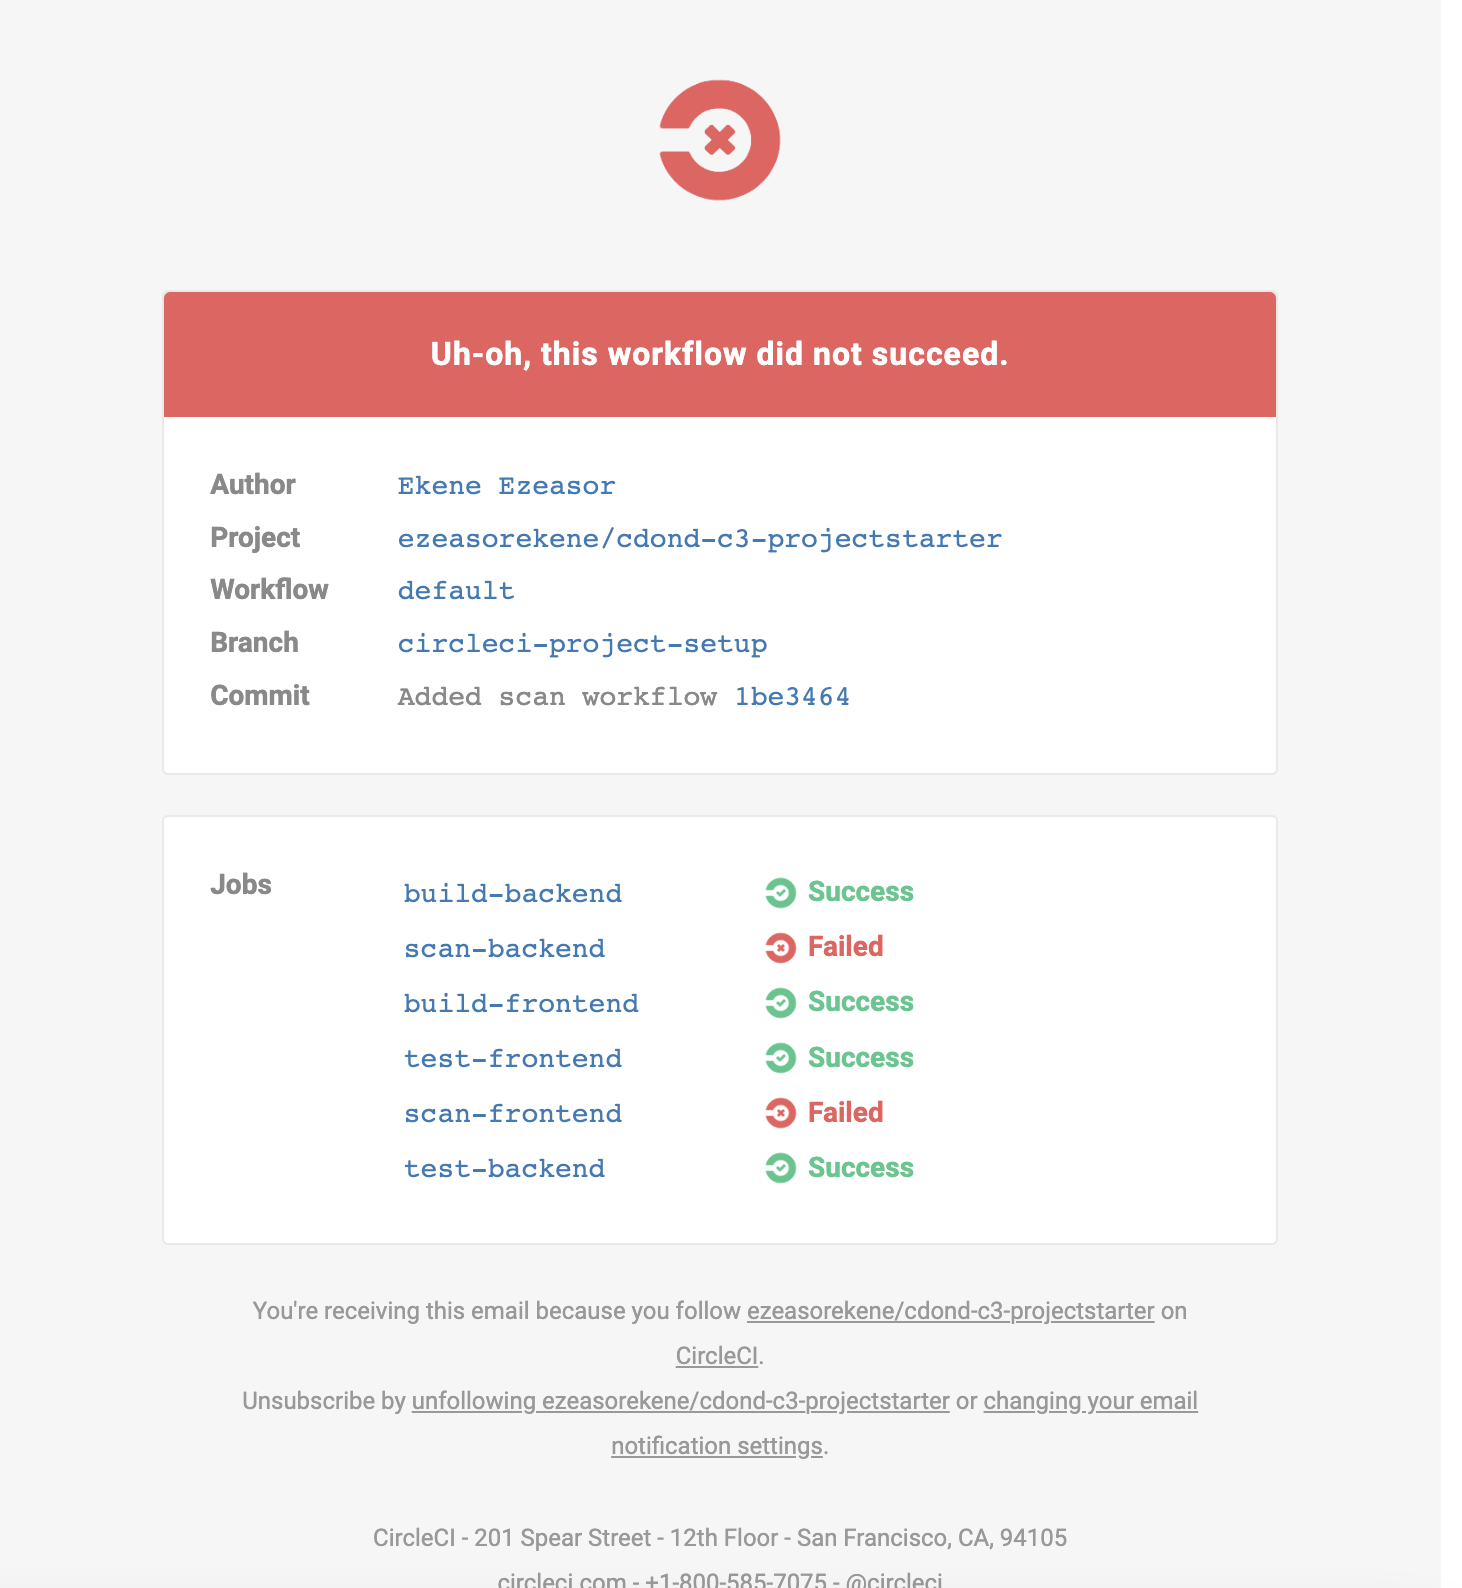 Uh-oh, this workflow did not succeed.
Author Ekene Ezeasor
Project ezeasorekene/cdond-c3-projectstarter
Workflow default
Branch circleci-project-setup
Commit Added scan workflow 1be3464
Jobs build-backend Success
scan-backend Failed
build-frontend Success
test-frontend Success
scan-frontend Failed
test-backend Success
You're receiving this email because you follow ezeasorekene/cdond-c3-projectstarter on
CircleCI.
Unsubscribe by unfollowing ezeasorekene/cdond-c3-projectstarter or changing your email
notification settings.
CircleCI - 201 Spear Street - 12th Floor - San Francisco, CA, 94105
circleci.com - +1-800-585-7075 - @circleci